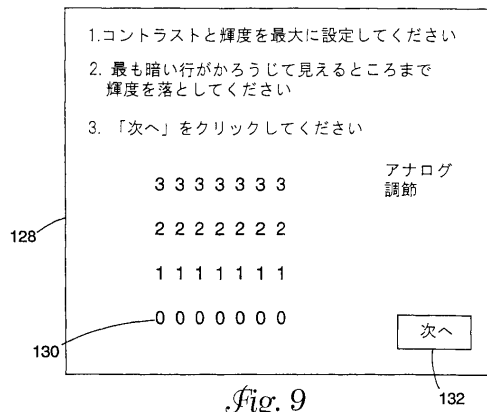 1.コントラストと輝度を最大に設定してください
2. 最も暗い行がかろうじて見えるところまで
輝度を落としてください
3. 「次へ」をクリックしてください
アナログ
調節
3 3 3 3 3 3 3
128
2 2 2 2 2 2 2
1 1 1 1 1 1 1
130
0 0 0 0 0 0 0
次へ
132
Fig. 9